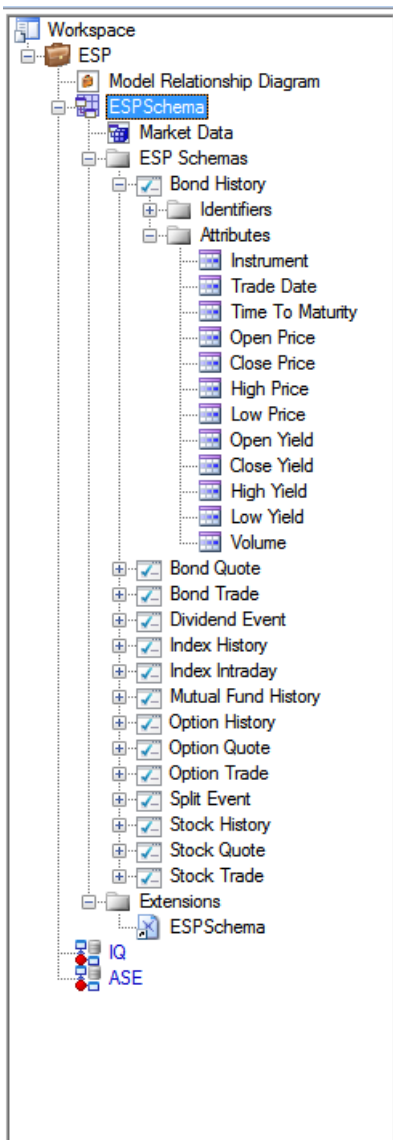 Workspace
ESP
Model Relationship Diagram
ESPSchema
Market Data
ESP Schemas
Bond History
Identifiers
Attributes
Instrument
Trade Date
Time To Maturity
Open Price
Close Price
High Price
Low Price
Open Yield
Close Yield
High Yield
Low Yield
Volume
Bond Quote
Bond Trade
Dividend Event
Index History
Index Intraday
Mutual Fund History
Option History
Option Quote
Option Trade
Split Event
Stock History
Stock Quote
Stock Trade
Extensions
ESPSchema
IQ
ASE